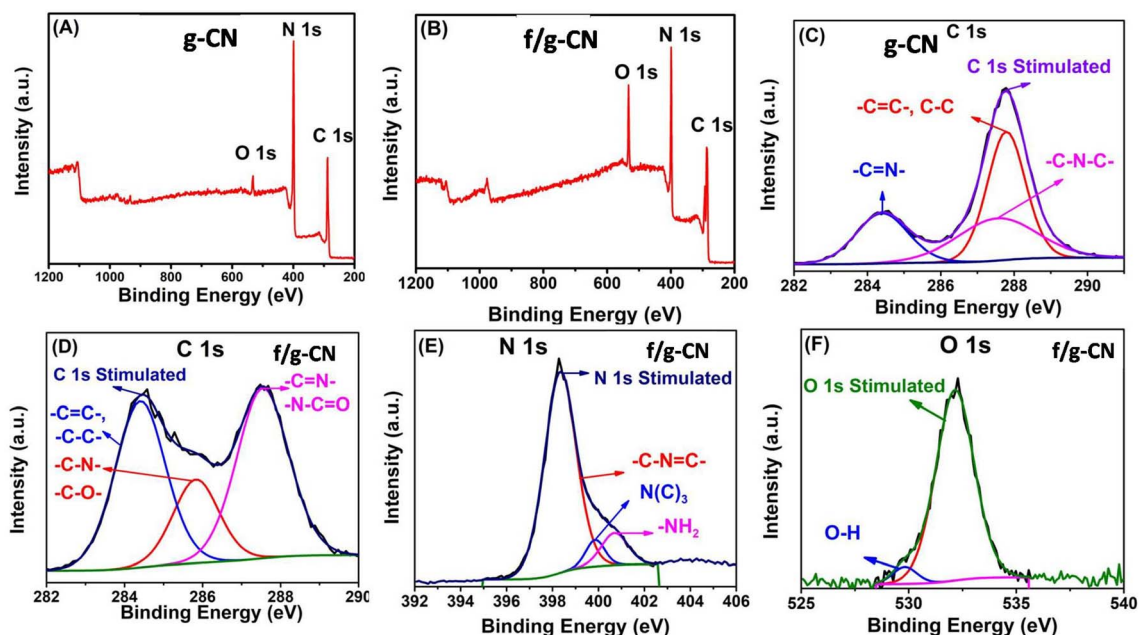 (A)
g-CN
N 1s
O 1s
C 1s
Intensity (a.u.)
1200 1000 800 600 400 200
Binding Energy (eV)
(B)
f/g-CN
N 1s
O 1s
C 1s
Intensity (a.u.)
1200 1000 800 600 400 200
Binding Energy (eV)
(C)
g-CN C 1s
C 1s Stimulated
-C=C-, C-C
-C-N-C-
-C=N-
Intensity (a.u.)
282 284 286 288 290
Binding Energy (eV)
(D)
C 1s
f/g-CN
C 1s Stimulated
-C=C-,
-C-C-
-C-N-
-C-O-
-C=N-
-N-C=O
Intensity (a.u.)
282 284 286 288 290
Binding Energy (eV)
(E)
N 1s
f/g-CN
N 1s Stimulated
-C-N=C-
N(C)₃
-NH₂
Intensity (a.u.)
392 394 396 398 400 402 404 406
Binding Energy (eV)
(F)
O 1s
f/g-CN
O 1s Stimulated
O-H
Intensity (a.u.)
525 530 535 540
Binding Energy (eV)